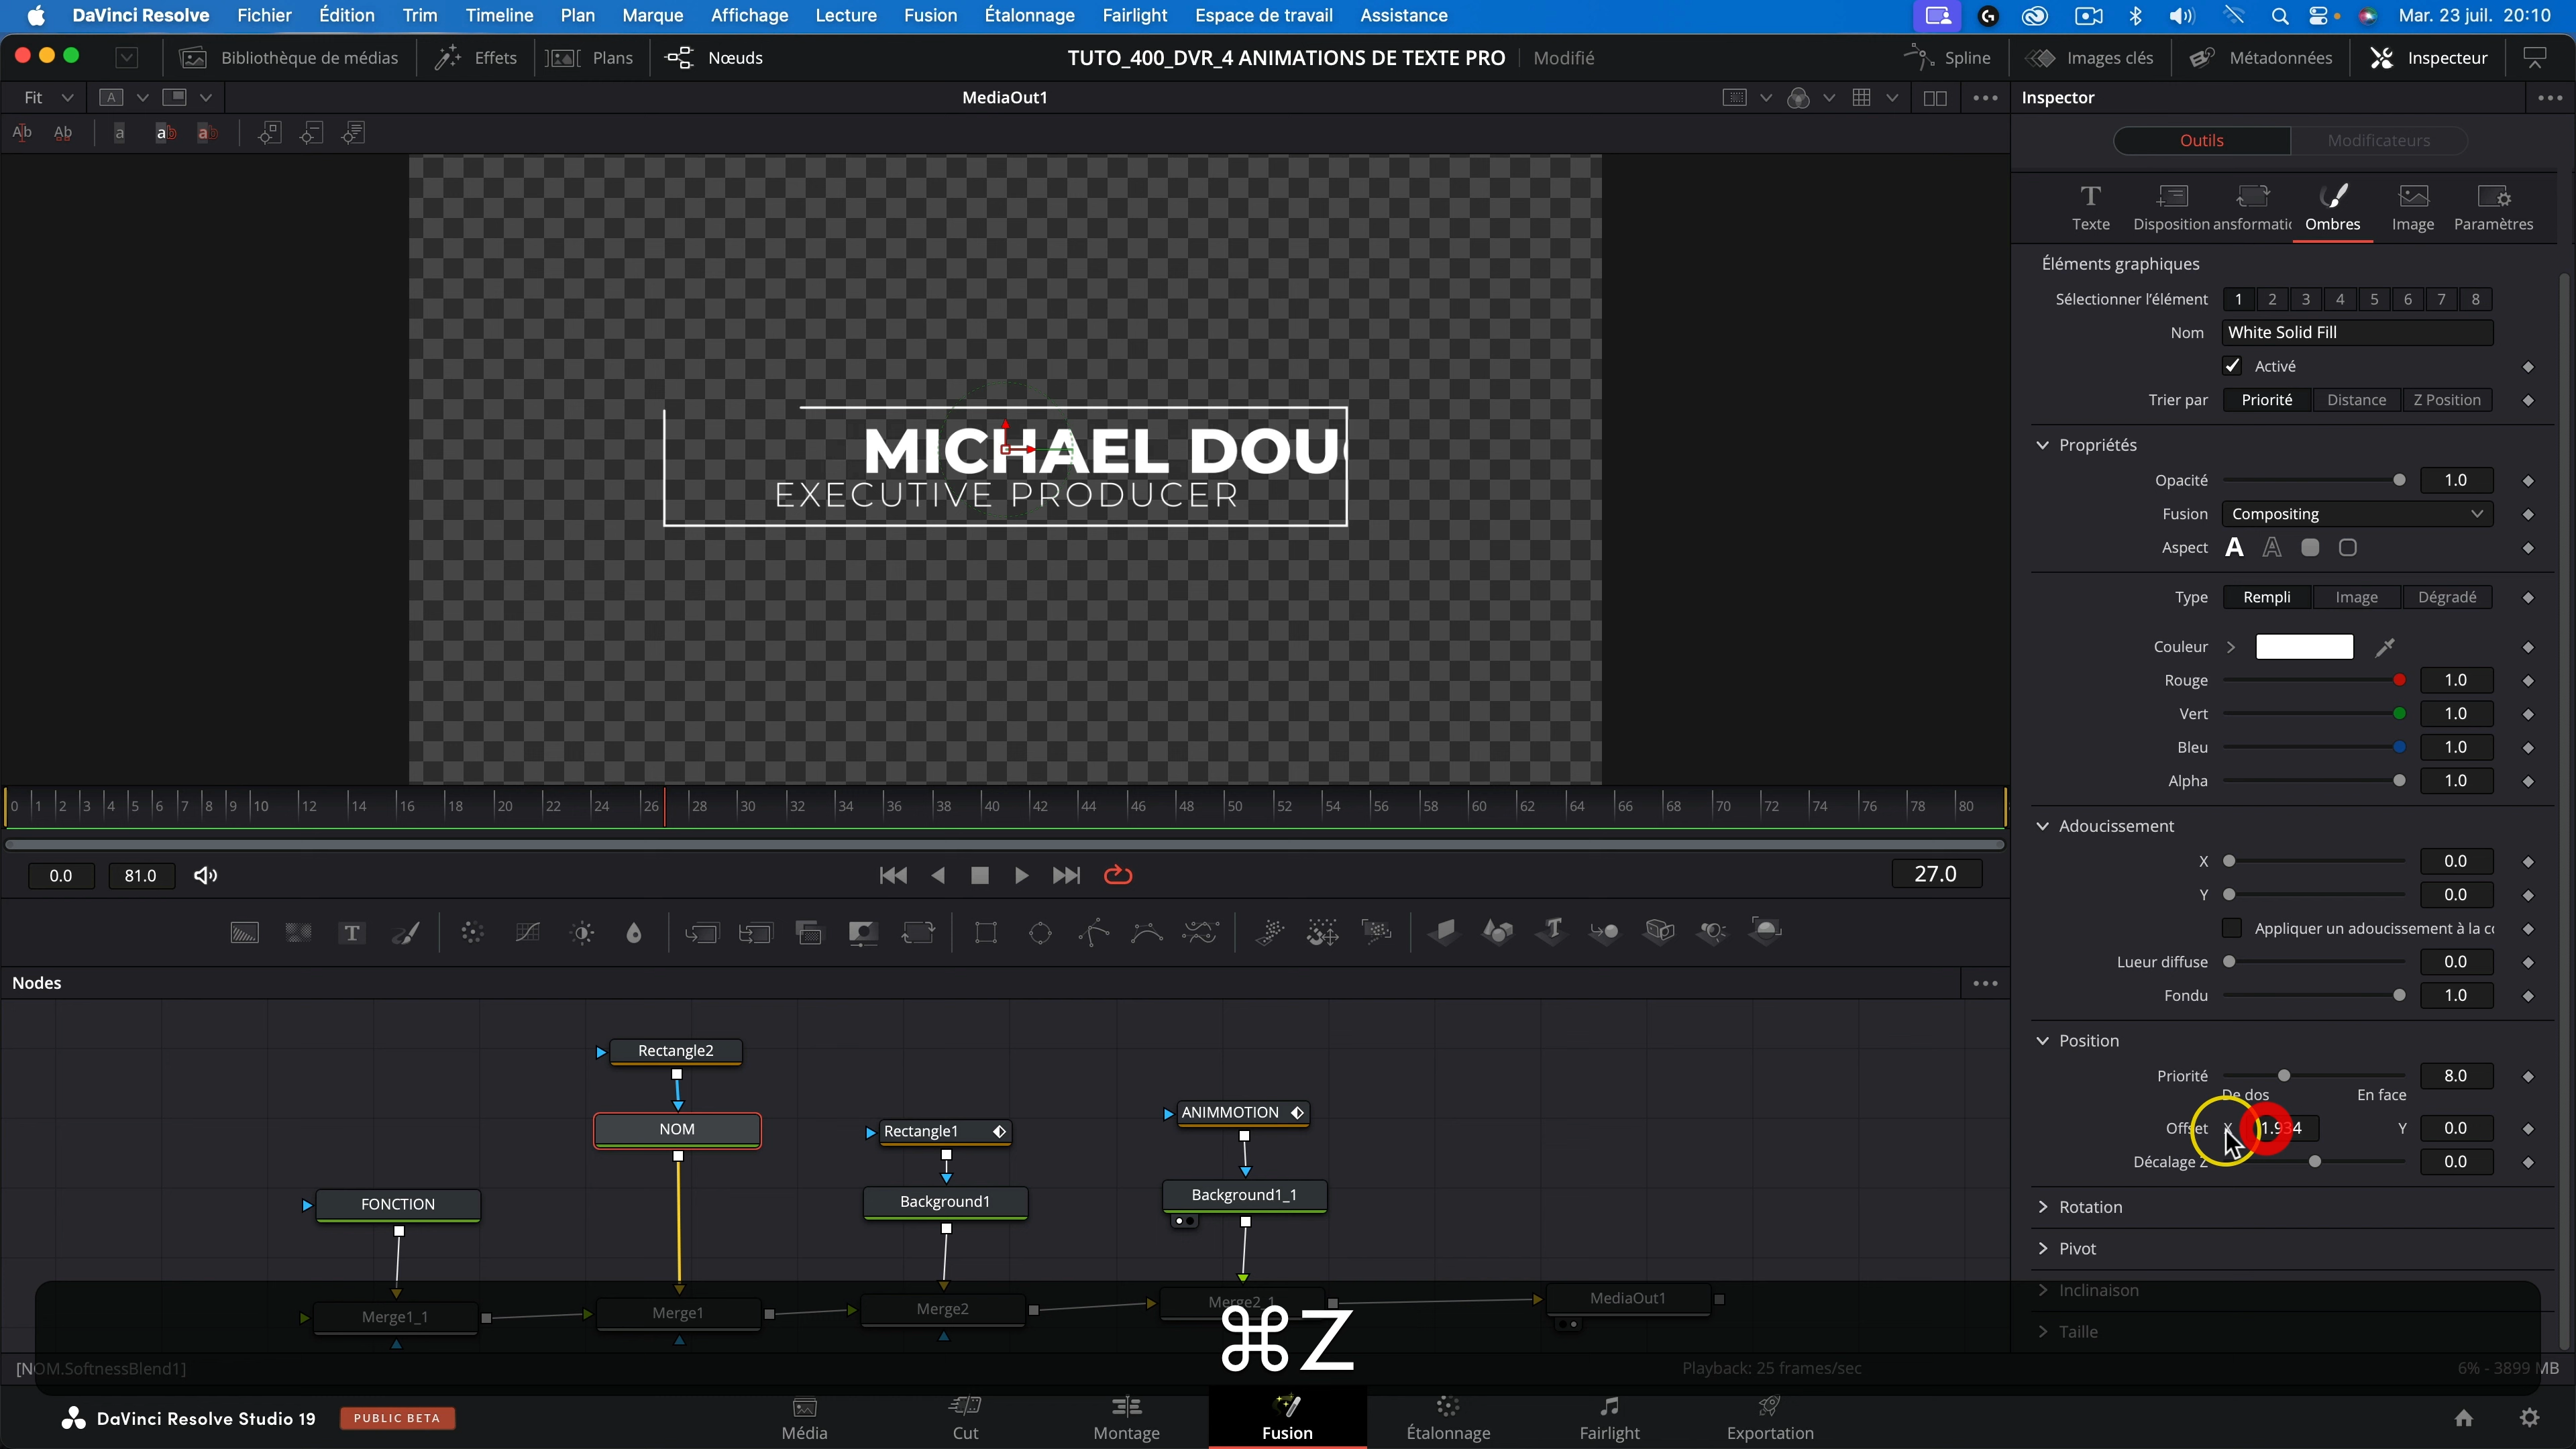 DaVinci Resolve Fichier Édition Trim Timeline Plan Marque Affichage Lecture Fusion Étalonnage Fairlight Espace de travail Assistance Mar. 23 juil. 20:10
Bibliothèque de médias Effets Plans Nœuds TUTO_400_DVR_4 ANIMATIONS DE TEXTE PRO Modifié Spline Images clés Métadonnées Inspecteur
Fit MediaOut1 Inspector
Outils Modificateurs
Texte Disposition ansformatic Ombres Image Paramètres
Éléments graphiques
Sélectionner l'élément 1 2 3 4 5 6 7 8
Nom White Solid Fill
Activé
Trier par Priorité Distance Z Position
Propriétés
Opacité 1.0
Fusion Compositing
Aspect
Type Rempli Image Dégradé
Couleur
Rouge 1.0
Vert 1.0
Bleu 1.0
Alpha 1.0
Adoucissement
X 0.0
Y 0.0
Appliquer un adoucissement à la co
Lueur diffuse 0.0
Fondu 1.0
Position
Priorité 8.0
De dos En face
Offset X 1.934 Y 0.0
Décalage Z 0.0
Rotation
Pivot
Inclinaison
Taille
MICHAEL DOU
EXECUTIVE PRODUCER
0 1 2 3 4 5 6 7 8 9 10 12 14 16 18 20 22 24 26 28 30 32 34 36 38 40 42 44 46 48 50 52 54 56 58 60 62 64 66 68 70 72 74 76 78 80
0.0 81.0 27.0
Nodes
Rectangle2
NOM
Rectangle1
ANIMMOTION
FONCTION
Background1
Background1_1
Merge1_1 Merge1 Merge2 Merge2_1 MediaOut1
⌘Z
[NOM.SoftnessBlend1] Playback: 25 frames/sec 6% - 3899 MB
DaVinci Resolve Studio 19 PUBLIC BETA Média Cut Montage Fusion Étalonnage Fairlight Exportation